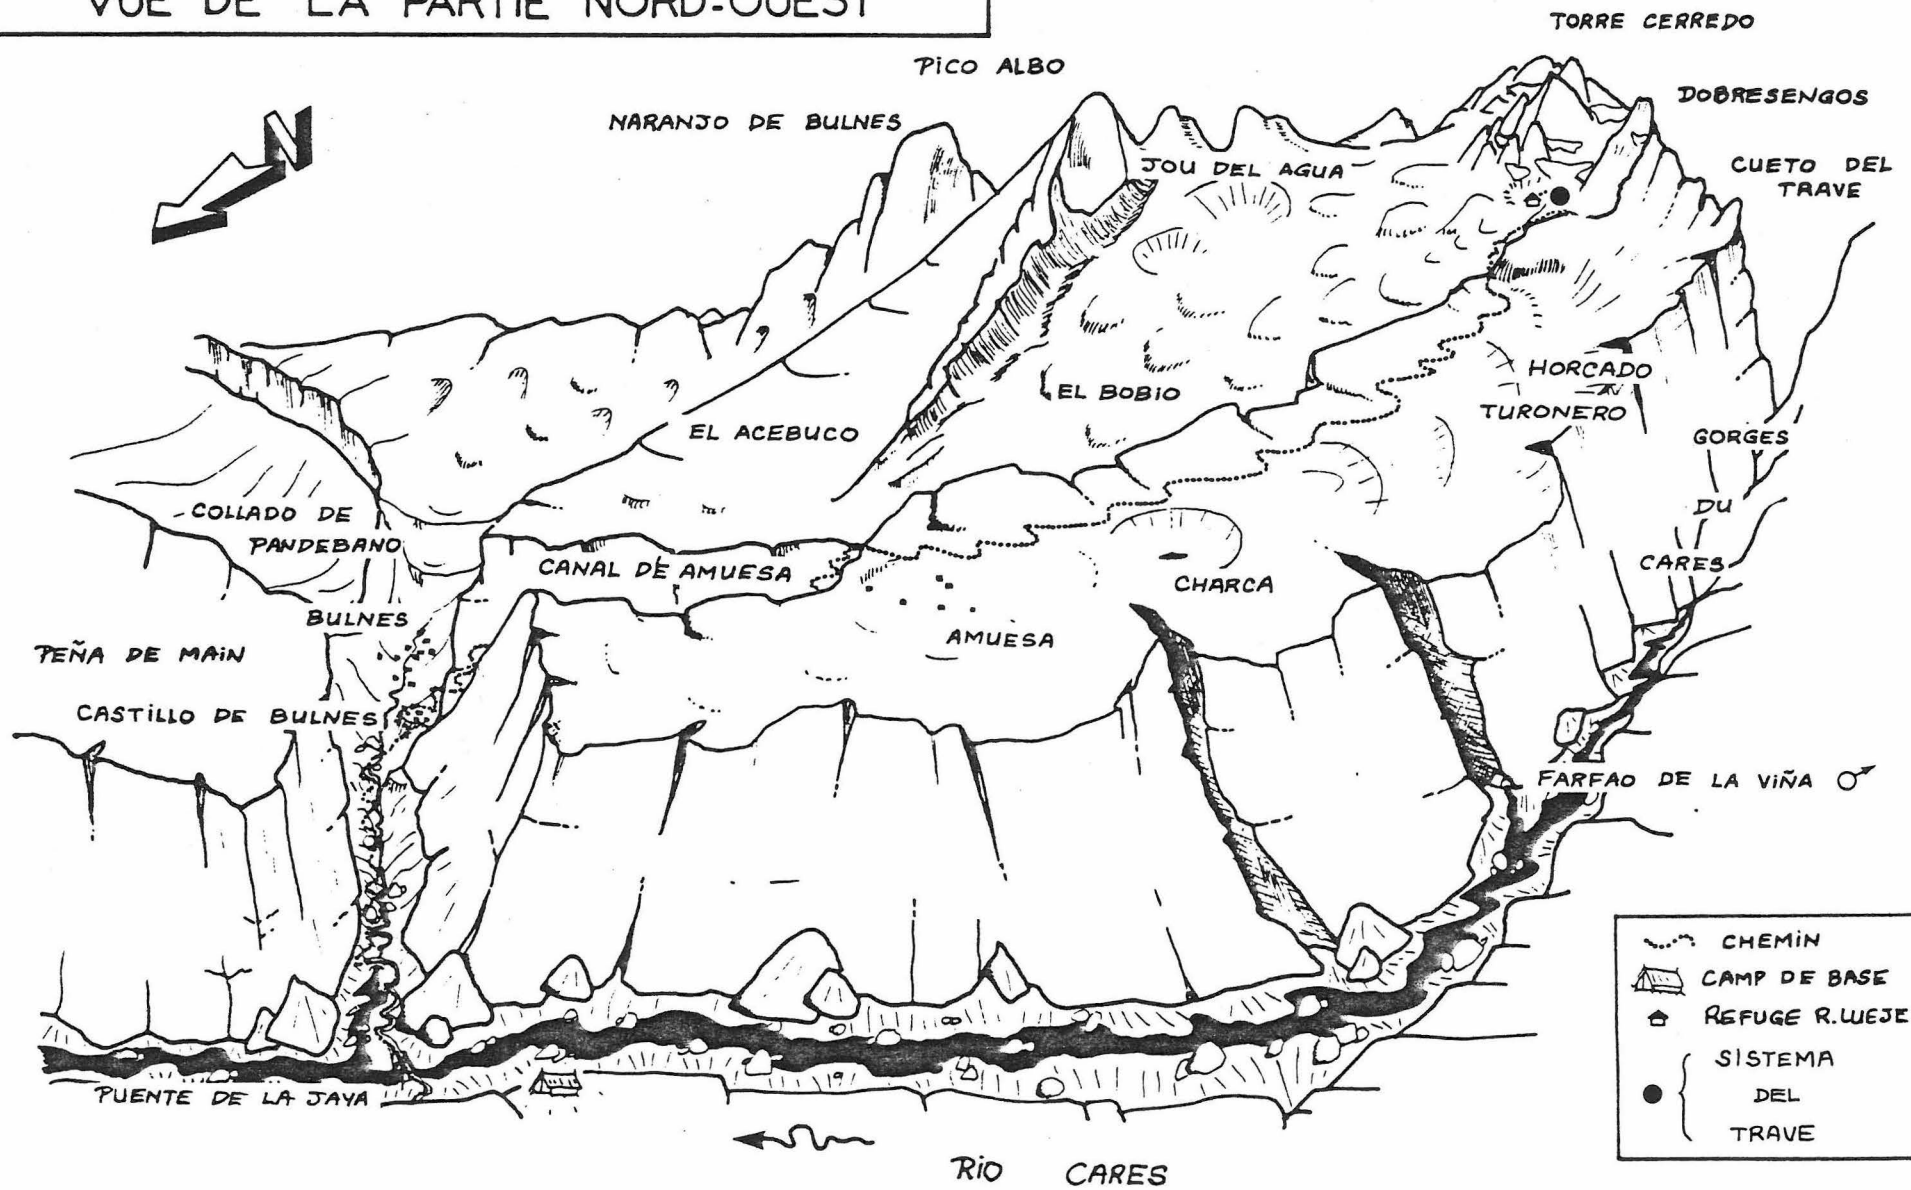 VUE DE LA PARTIE NORD-OUEST
TORRE CERREDO
PICO ALBO
DOBRESENGOS
NARANJO DE BULNES
N
JOU DEL AGUA
CUETO DEL
TRAVE
HORCADO
TURONERO
EL BOBIO
EL ACEBUCO
GORGES
DU
CARES
COLLADO DE
PANDEBANO
CANAL DE AMUESA
CHARCA
BULNES
AMUESA
PEÑA DE MAIN
CASTILLO DE BULNES
FARFAO DE LA VIÑA
CHEMIN
CAMP DE BASE
REFUGE R.LUEJE
SISTEMA
DEL
TRAVE
PUENTE DE LA JAYA
RIO CARES